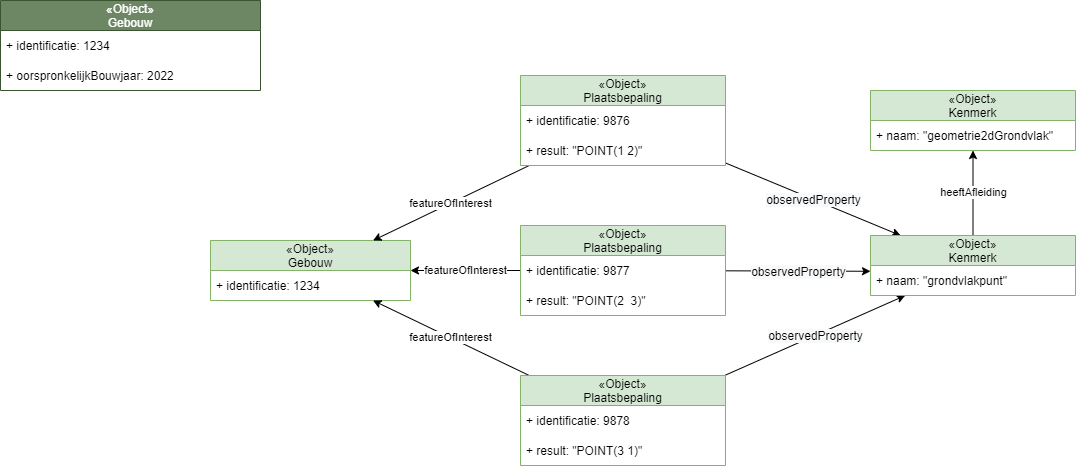 «Object»
Gebouw
+ identificatie: 1234
+ oorspronkelijkBouwjaar: 2022
«Object»
Plaatsbepaling
+ identificatie: 9876
+ result: "POINT(1 2)"
«Object»
Kenmerk
+ naam: "geometrie2dGrondvlak"
heeftAfleiding
featureOfInterest
observedProperty
«Object»
Gebouw
+ identificatie: 1234
featureOfInterest
«Object»
Plaatsbepaling
+ identificatie: 9877
+ result: "POINT(2  3)"
observedProperty
«Object»
Kenmerk
+ naam: "grondvlakpunt"
featureOfInterest
observedProperty
«Object»
Plaatsbepaling
+ identificatie: 9878
+ result: "POINT(3 1)"